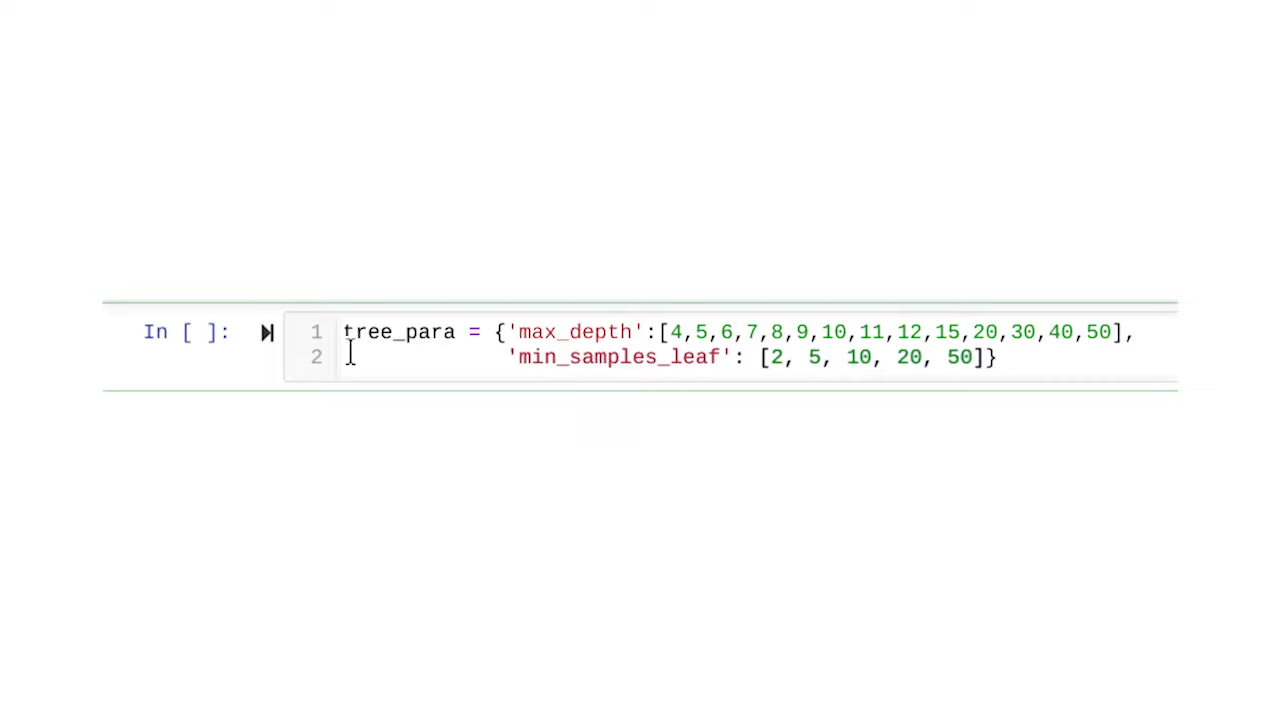 In [ ]:
1 tree_para = {'max_depth':[4,5,6,7,8,9,10,11,12,15,20,30,40,50],
2 'min_samples_leaf': [2, 5, 10, 20, 50]}